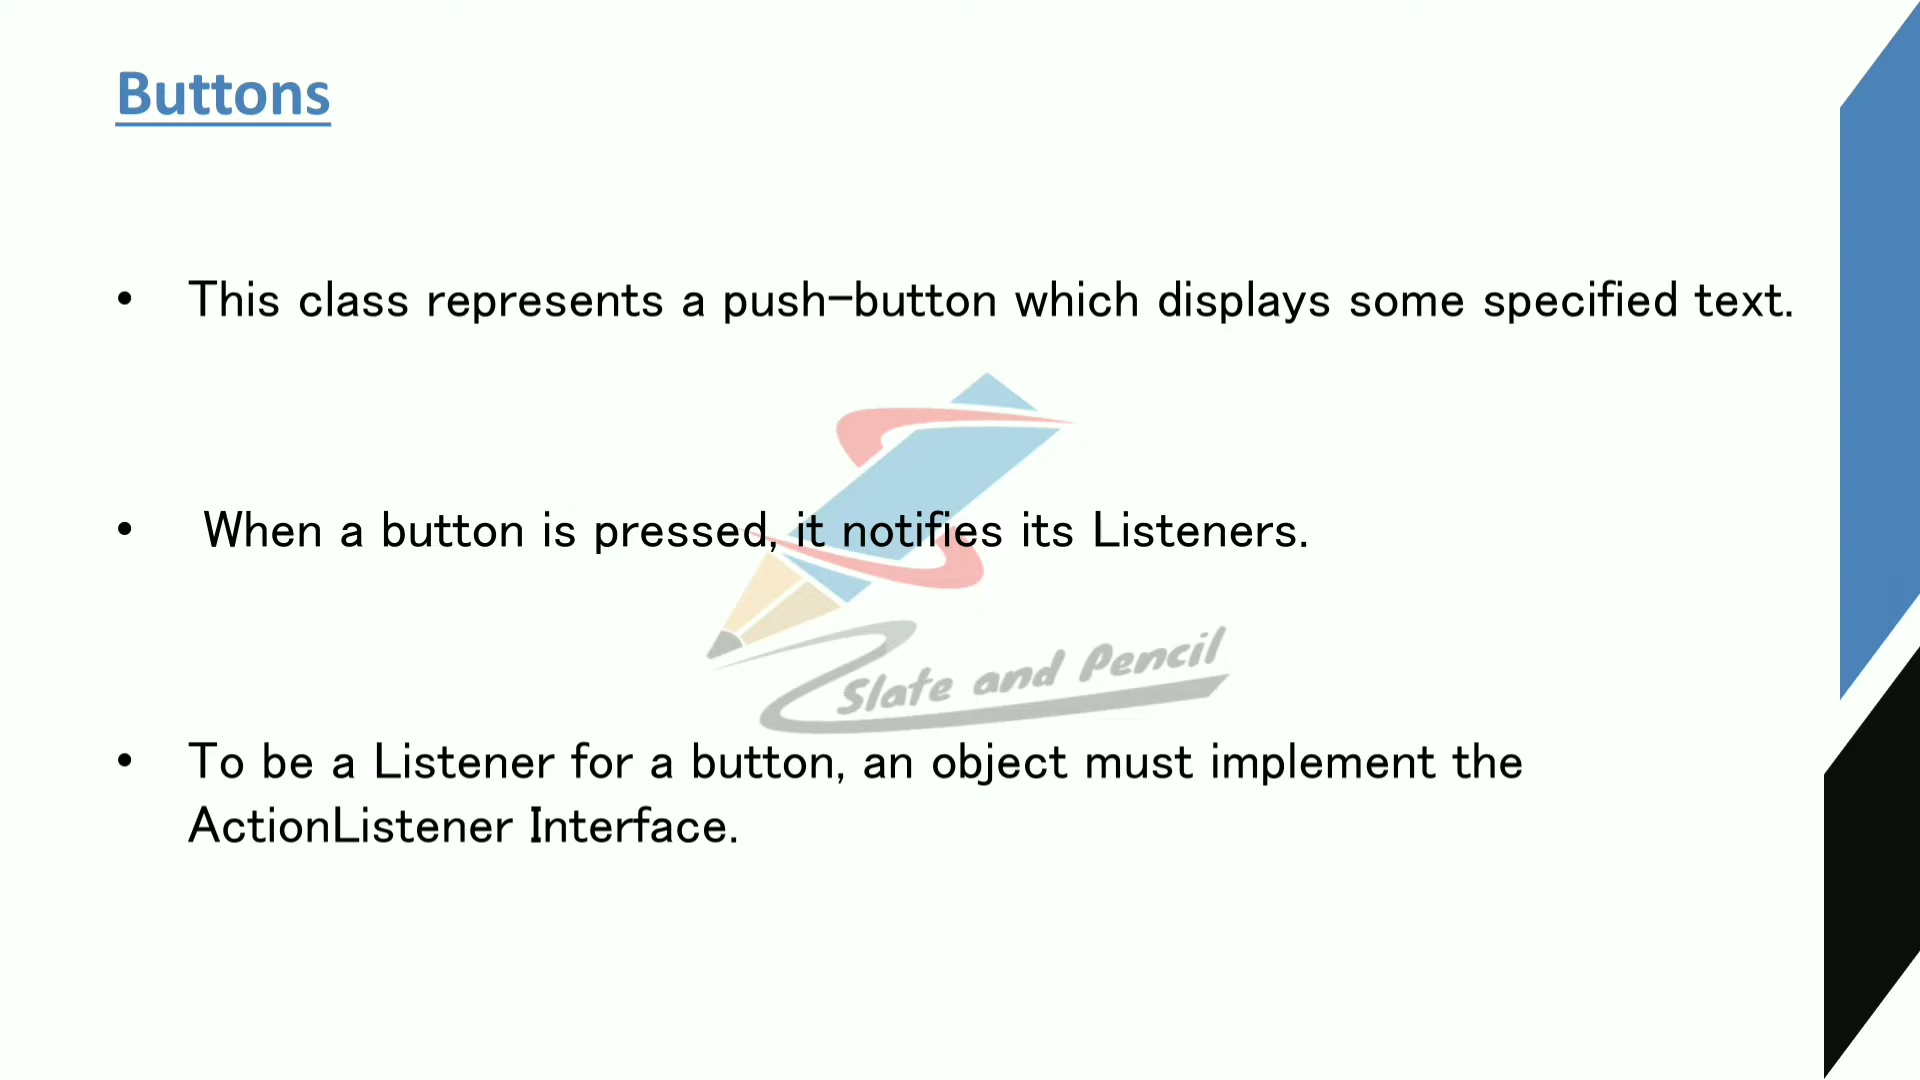 Buttons
• This class represents a push-button which displays some specified text.
• When a button is pressed, it notifies its Listeners.
Slate and Pencil
• To be a Listener for a button, an object must implement the
ActionListener Interface.